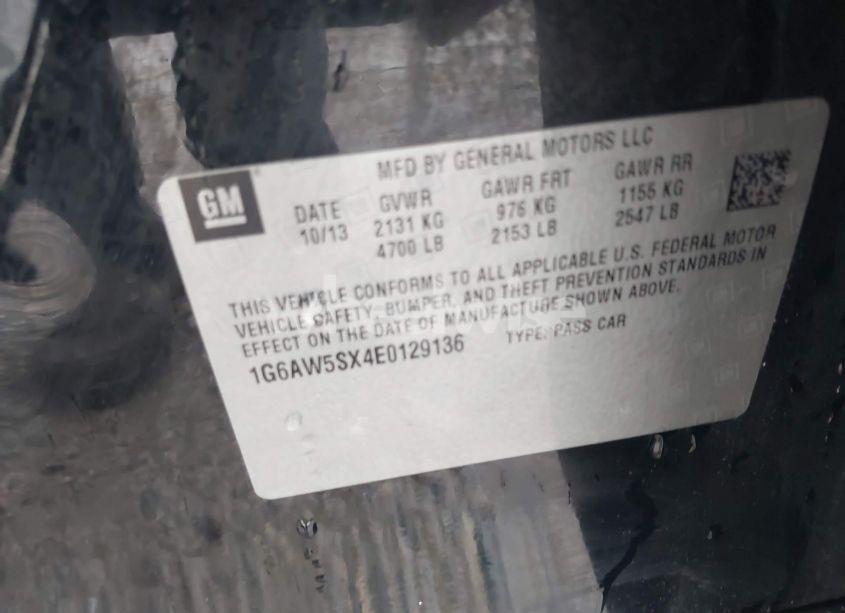 MFD BY GENERAL MOTORS LLC
GM
DATE GVWR GAWR FRT GAWR RR
10/13 2131 KG 976 KG 1155 KG
4700 LB 2153 LB 2547 LB
THIS VEHICLE CONFORMS TO ALL APPLICABLE U.S. FEDERAL MOTOR
VEHICLE SAFETY, BUMPER, AND THEFT PREVENTION STANDARDS IN
EFFECT ON THE DATE OF MANUFACTURE SHOWN ABOVE.
1G6AW5SX4E0129136 TYPE: PASS CAR